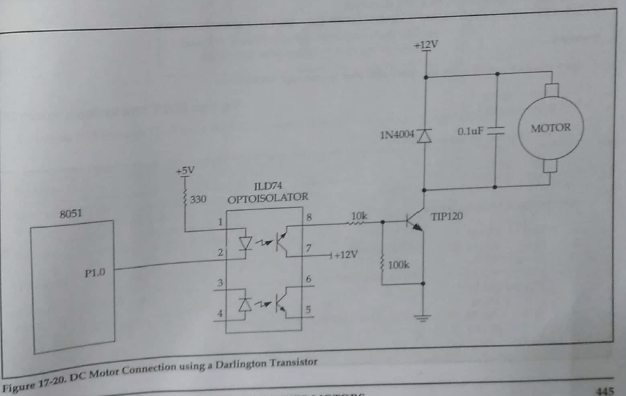 +12V
1N4004
0.1uF
MOTOR
+5V
330
ILD74
OPTOISOLATOR
8051
1
8
10k
TIP120
P1.0
2
7
+12V
100k
3
6
4
5
Figure 17-20. DC Motor Connection using a Darlington Transistor
445